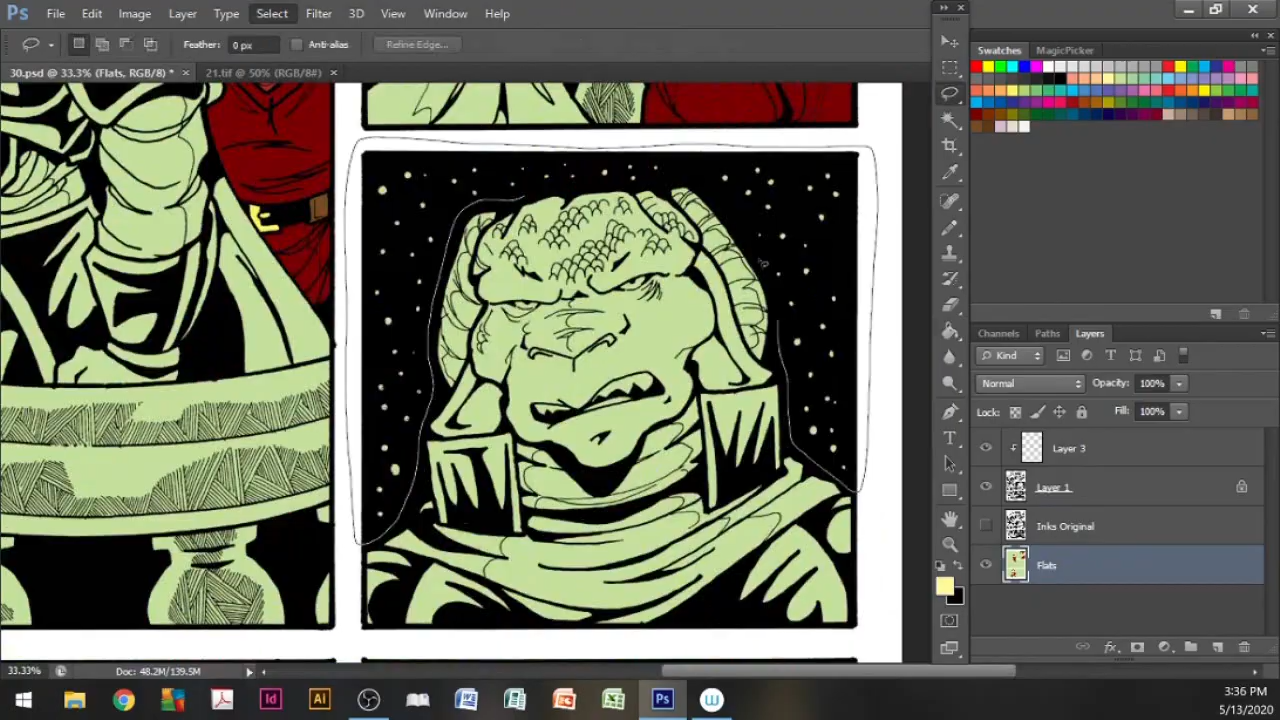 Ps File Edit Image Layer Type Select Filter 3D View Window Help
Feather: 0 px Anti-alias Refine Edge...
30.psd @ 33.3% (Flats, RGB/8) * × 21.tif @ 50% (RGB/8#) ×
Swatches MagicPicker
Channels Paths Layers
Kind
Normal Opacity: 100%
Lock: Fill: 100%
Layer 3
Layer 1
Inks Original
Flats
33.33% Doc: 48.2M/139.5M
3:36 PM
5/13/2020